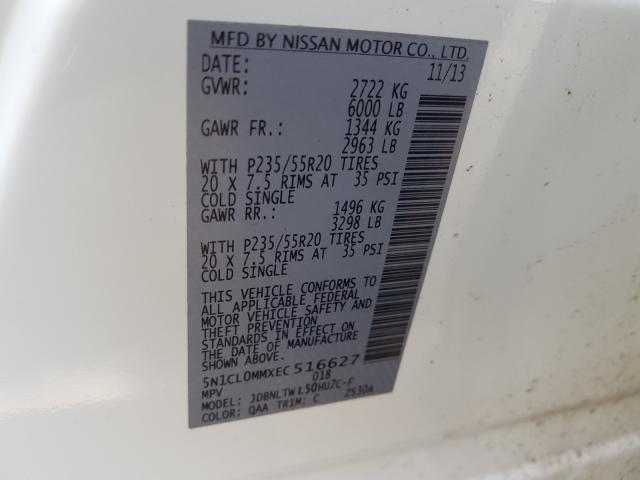 MFD BY NISSAN MOTOR CO., LTD.
DATE: 11/13
GVWR: 2722 KG
6000 LB
GAWR FR.: 1344 KG
2963 LB
WITH P235/55R20 TIRES
20 X 7.5 RIMS AT 35 PSI
COLD SINGLE
GAWR RR.: 1496 KG
3298 LB
WITH P235/55R20 TIRES
20 X 7.5 RIMS AT 35 PSI
COLD SINGLE
THIS VEHICLE CONFORMS TO
ALL APPLICABLE FEDERAL
MOTOR VEHICLE SAFETY AND
THEFT PREVENTION
STANDARDS IN EFFECT ON
THE DATE OF MANUFACTURE
5N1CL0MMXEC516627
MPV 018
MODEL: JDBNLTWL50HU7C-F
COLOR: QAA TRIM: C 2S30A